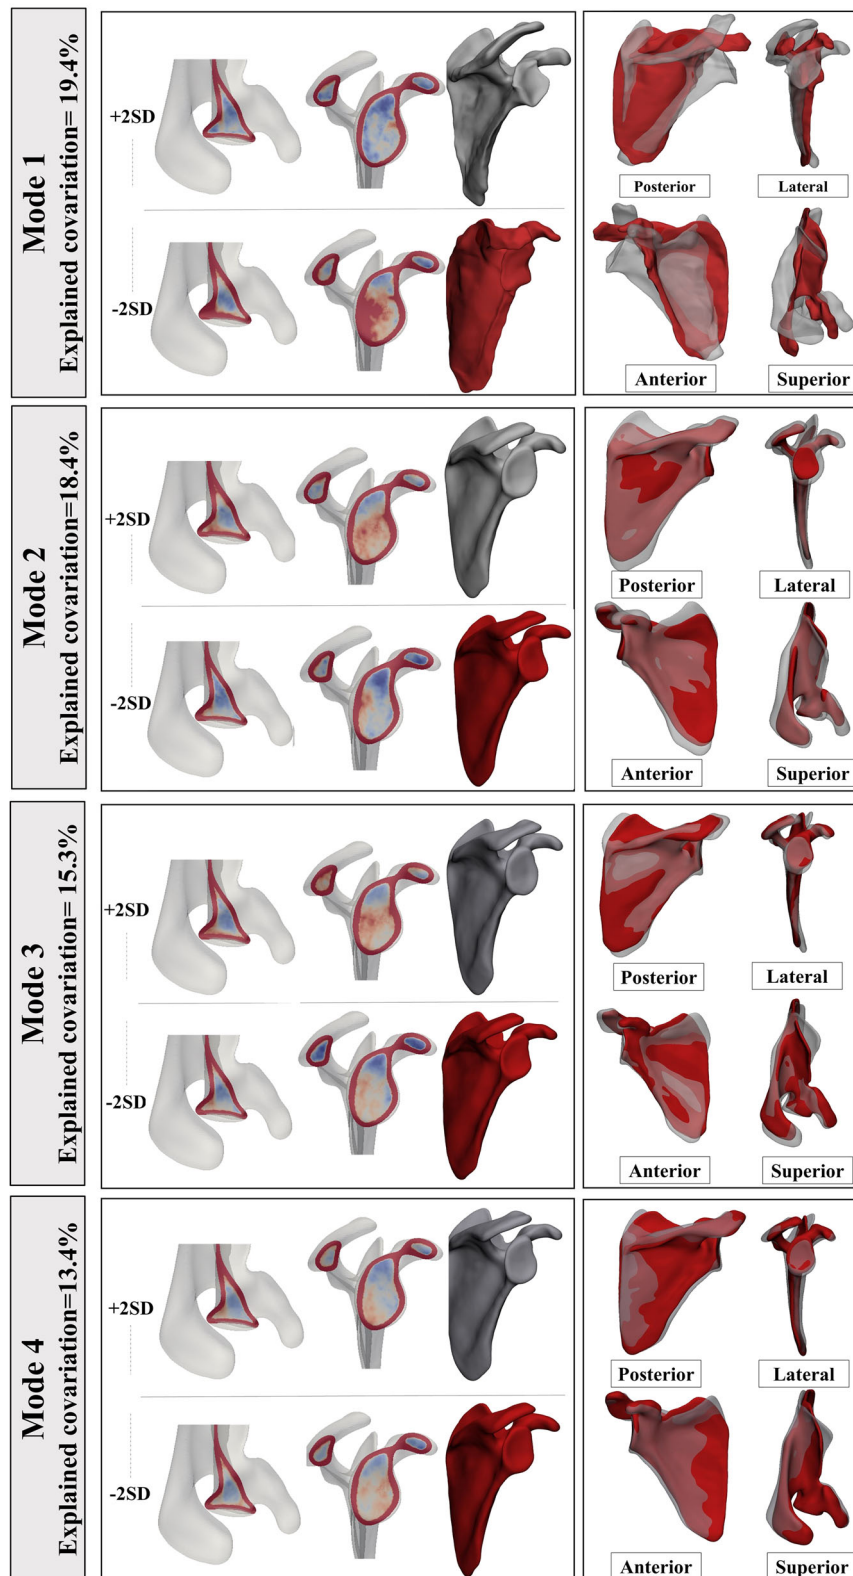 Mode 1
Explained covariation= 19.4%
+2SD
-2SD
Posterior
Lateral
Anterior
Superior
Mode 2
Explained covariation=18.4%
+2SD
-2SD
Posterior
Lateral
Anterior
Superior
Mode 3
Explained covariation= 15.3%
+2SD
-2SD
Posterior
Lateral
Anterior
Superior
Mode 4
Explained covariation=13.4%
+2SD
-2SD
Posterior
Lateral
Anterior
Superior